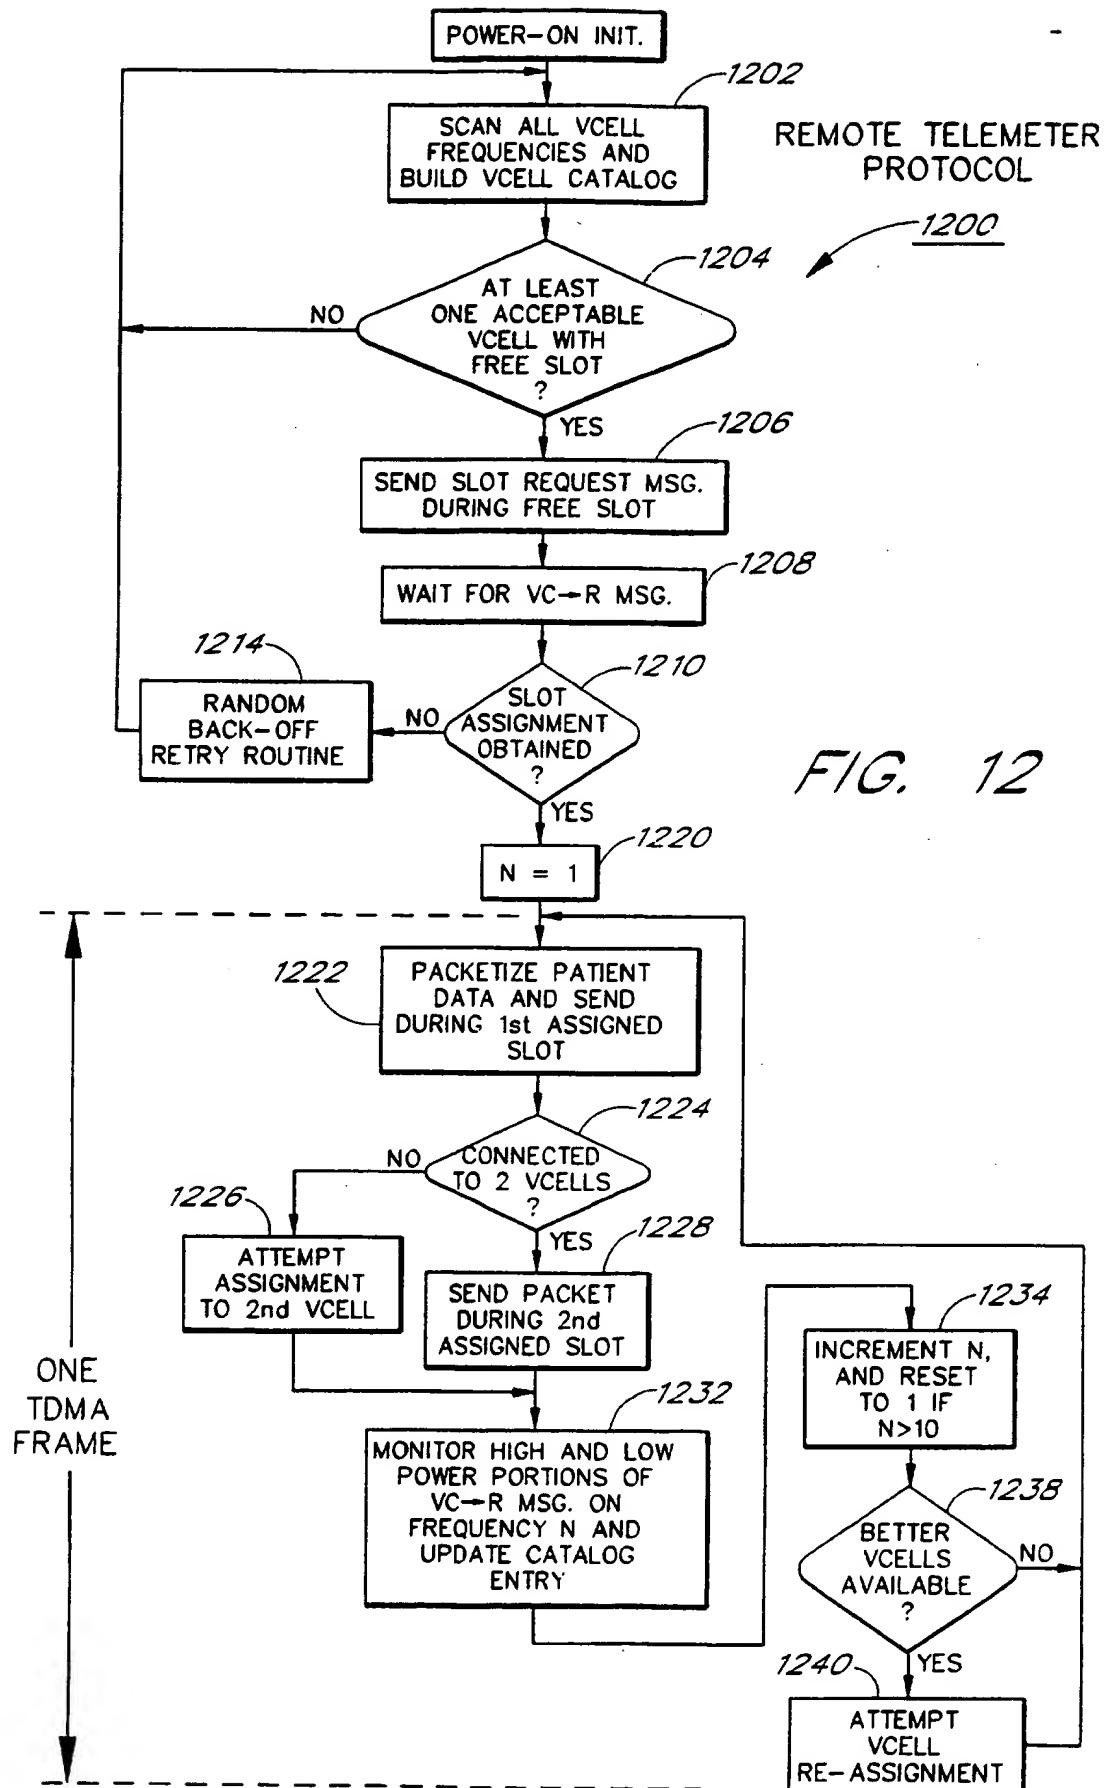 POWER-ON INIT.
1202
SCAN ALL VCELL
FREQUENCIES AND
BUILD VCELL CATALOG
REMOTE TELEMETER
PROTOCOL
1200
1204
AT LEAST
ONE ACCEPTABLE
VCELL WITH
FREE SLOT
?
NO
YES
1206
SEND SLOT REQUEST MSG.
DURING FREE SLOT
1208
WAIT FOR VC→R MSG.
1210
SLOT
ASSIGNMENT
OBTAINED
?
NO
1214
RANDOM
BACK-OFF
RETRY ROUTINE
YES
FIG. 12
1220
N = 1
1222
PACKETIZE PATIENT
DATA AND SEND
DURING 1st ASSIGNED
SLOT
1224
CONNECTED
TO 2 VCELLS
?
NO
YES
1226
ATTEMPT
ASSIGNMENT
TO 2nd VCELL
1228
SEND PACKET
DURING 2nd
ASSIGNED SLOT
ONE
TDMA
FRAME
1232
MONITOR HIGH AND LOW
POWER PORTIONS OF
VC→R MSG. ON
FREQUENCY N AND
UPDATE CATALOG
ENTRY
1234
INCREMENT N,
AND RESET
TO 1 IF
N>10
1238
BETTER
VCELLS
AVAILABLE
?
NO
YES
1240
ATTEMPT
VCELL
RE-ASSIGNMENT